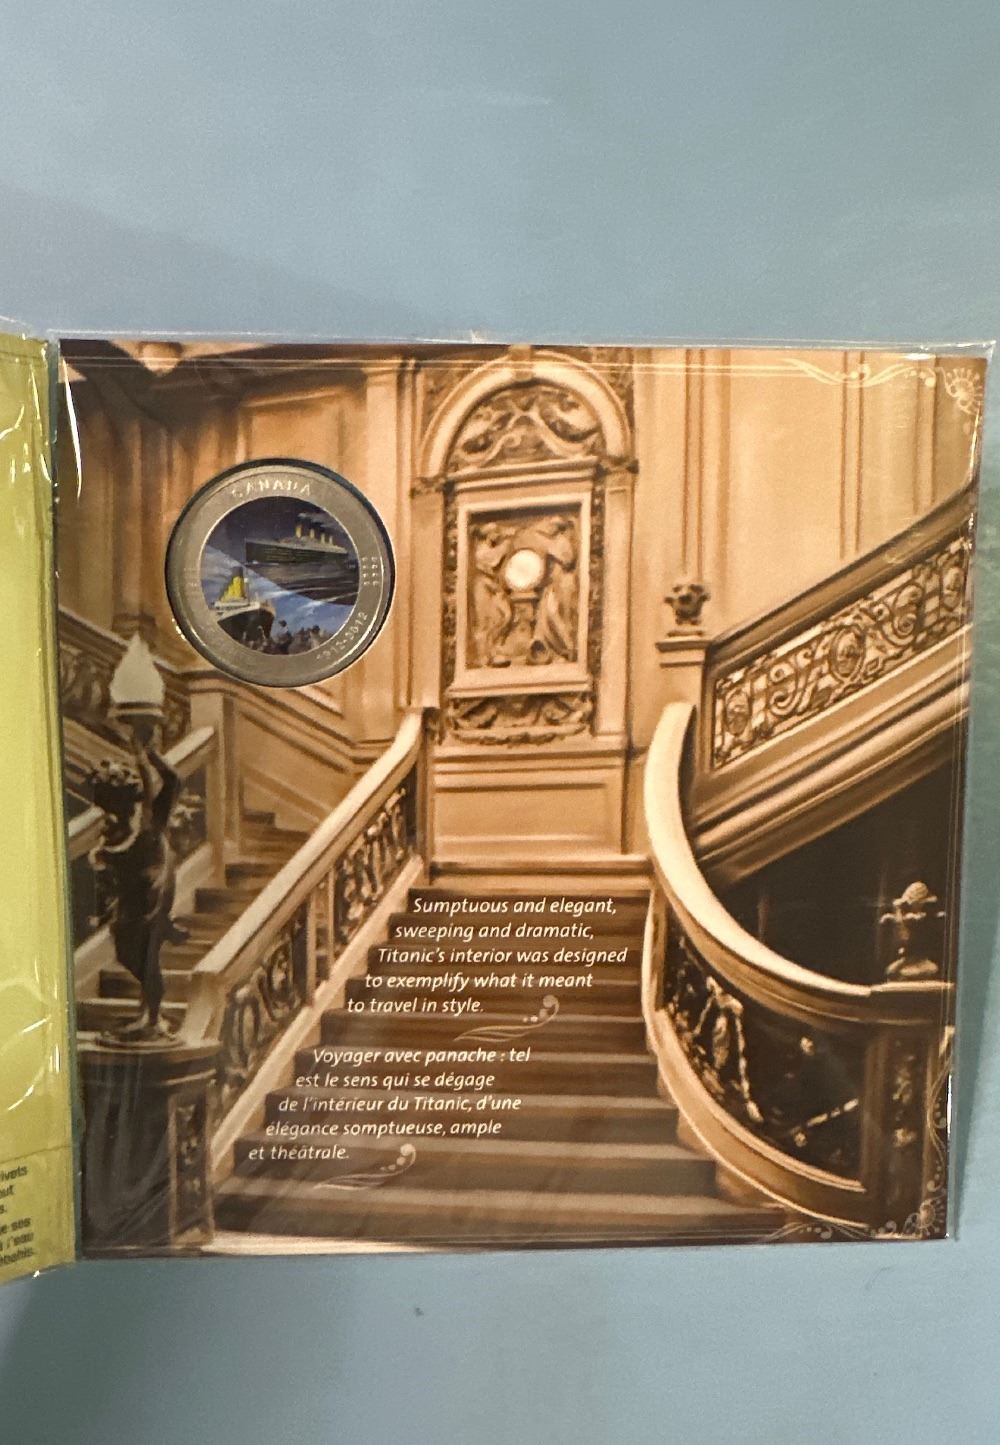 CANADA
1912-2012
Sumptuous and elegant,
sweeping and dramatic,
Titanic's interior was designed
to exemplify what it meant
to travel in style.
Voyager avec panache : tel
est le sens qui se dégage
de l'intérieur du Titanic, d'une
élégance somptueuse, ample
et théâtrale.